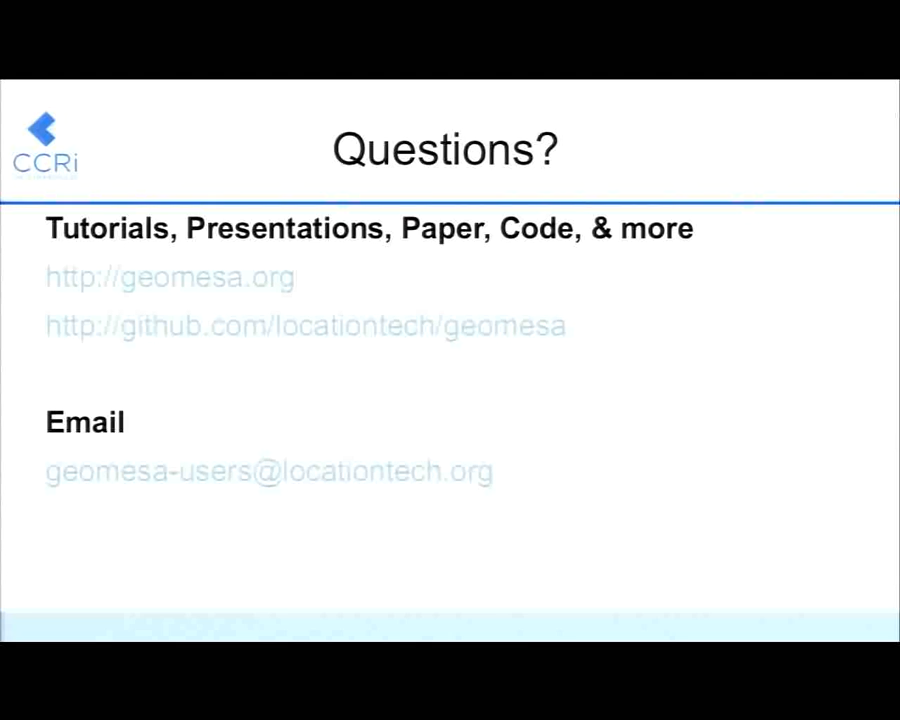 CCRi
Questions?
Tutorials, Presentations, Paper, Code, & more
http://geomesa.org
http://github.com/locationtech/geomesa
Email
geomesa-users@locationtech.org